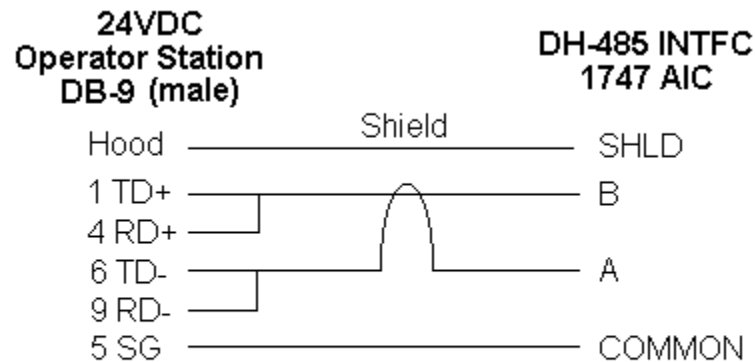 24VDC
Operator Station
DB-9 (male)
DH-485 INTFC
1747 AIC
Hood
Shield
SHLD
1 TD+
B
4 RD+
6 TD-
A
9 RD-
5 SG
COMMON